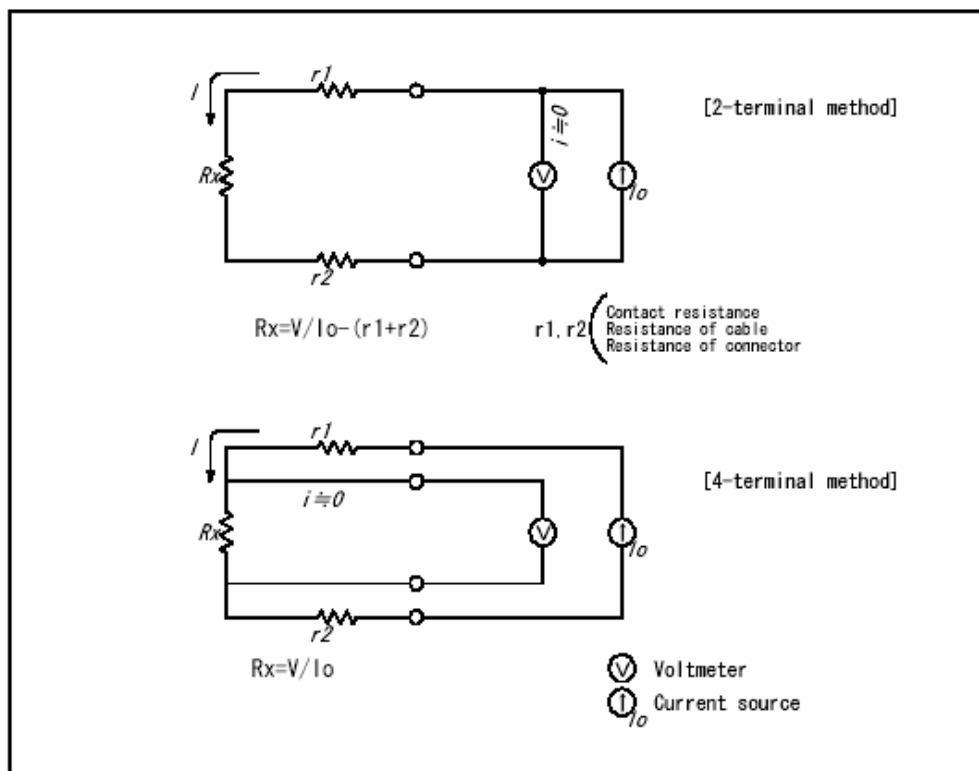 r1
I
[2-terminal method]
i≒0
Rx
V
Io
r2
Rx=V/Io-(r1+r2)
r1, r2
Contact resistance
Resistance of cable
Resistance of connector
r1
I
[4-terminal method]
i≒0
Rx
V
Io
r2
Rx=V/Io
V Voltmeter
Io Current source